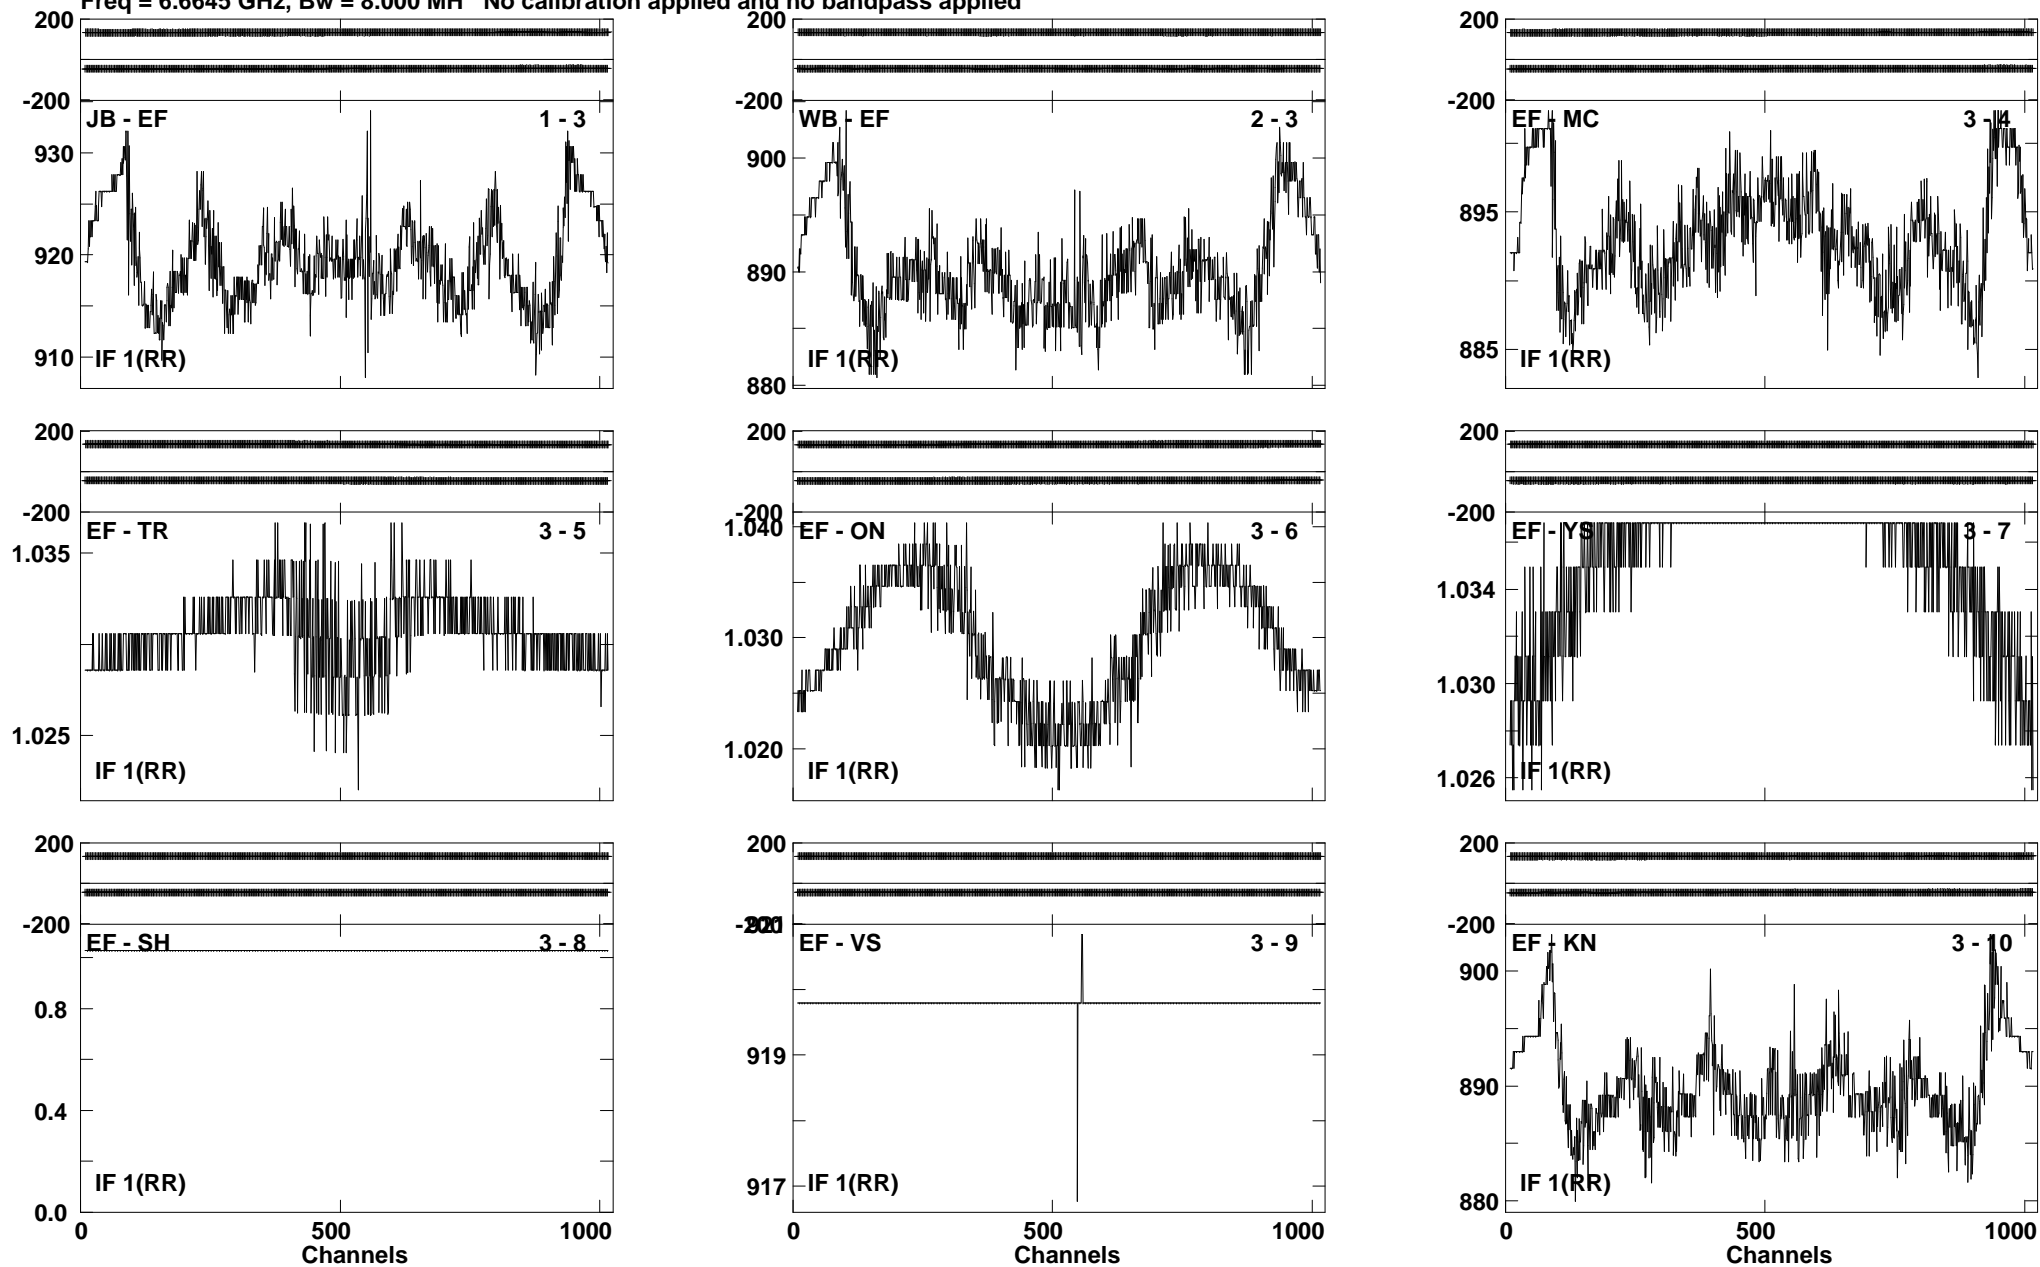 Freq = 6.6645 GHz, Bw = 8.000 MH No calibration applied and no bandpass applied
200 200 200
-200 -200 -200
JB - EF 1 - 3 WB - EF 2 - 3 EF - MC 3 - 4
930 900
895
920 890
910 IF 1(RR) 880 IF 1(RR) 885 IF 1(RR)
200 200 200
-200 -200 -200
EF - TR 3 - 5 1.040 EF - ON 3 - 6 EF - YS 3 - 7
1.035 1.034
1.030 1.030
1.025 1.020
IF 1(RR) IF 1(RR) 1.026 IF 1(RR)
200 200 200
-200 -200 921 -200
EF - SH 3 - 8 EF - VS 3 - 9 EF - KN 3 - 10
900
0.8 919
890
0.4
IF 1(RR) 917 IF 1(RR) 880 IF 1(RR)
0.0
0 500 1000 0 500 1000 0 500 1000
Channels Channels Channels